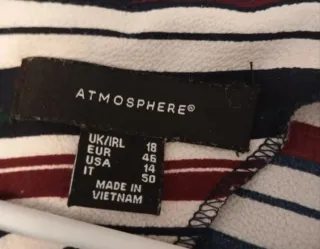 ATMOSPHERE®
UK/IRL 18
EUR 46
USA 14
IT 50
MADE IN
VIETNAM